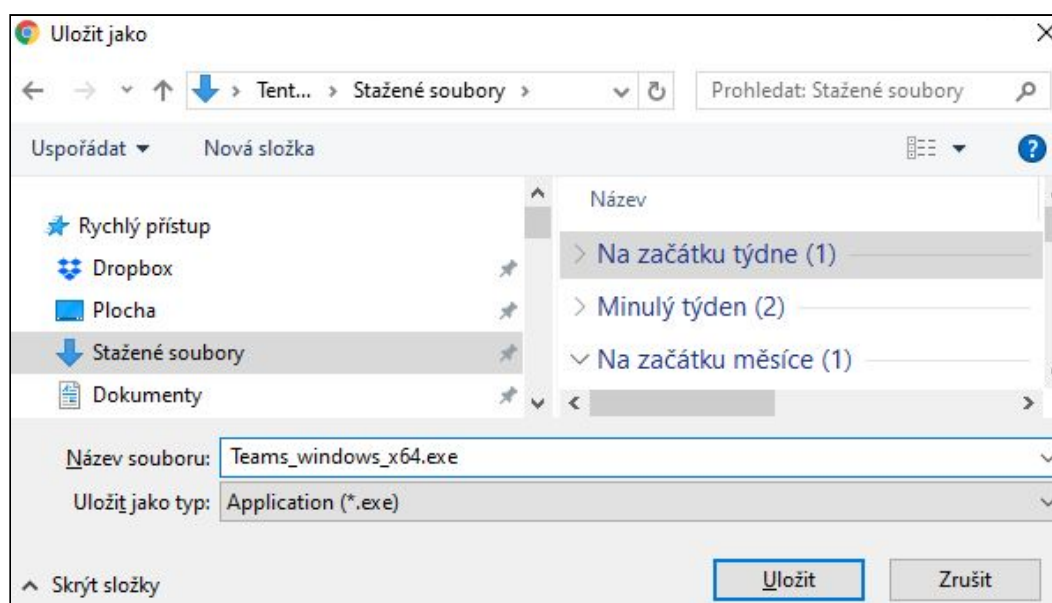 Uložit jako
Tent... > Stažené soubory > Prohledat: Stažené soubory
Uspořádat Nová složka
Název
Rychlý přístup
Na začátku týdne (1)
Dropbox
Plocha
Minulý týden (2)
Stažené soubory
Na začátku měsíce (1)
Dokumenty
Název souboru: Teams_windows_x64.exe
Uložit jako typ: Application (*.exe)
Skrýt složky Uložit Zrušit